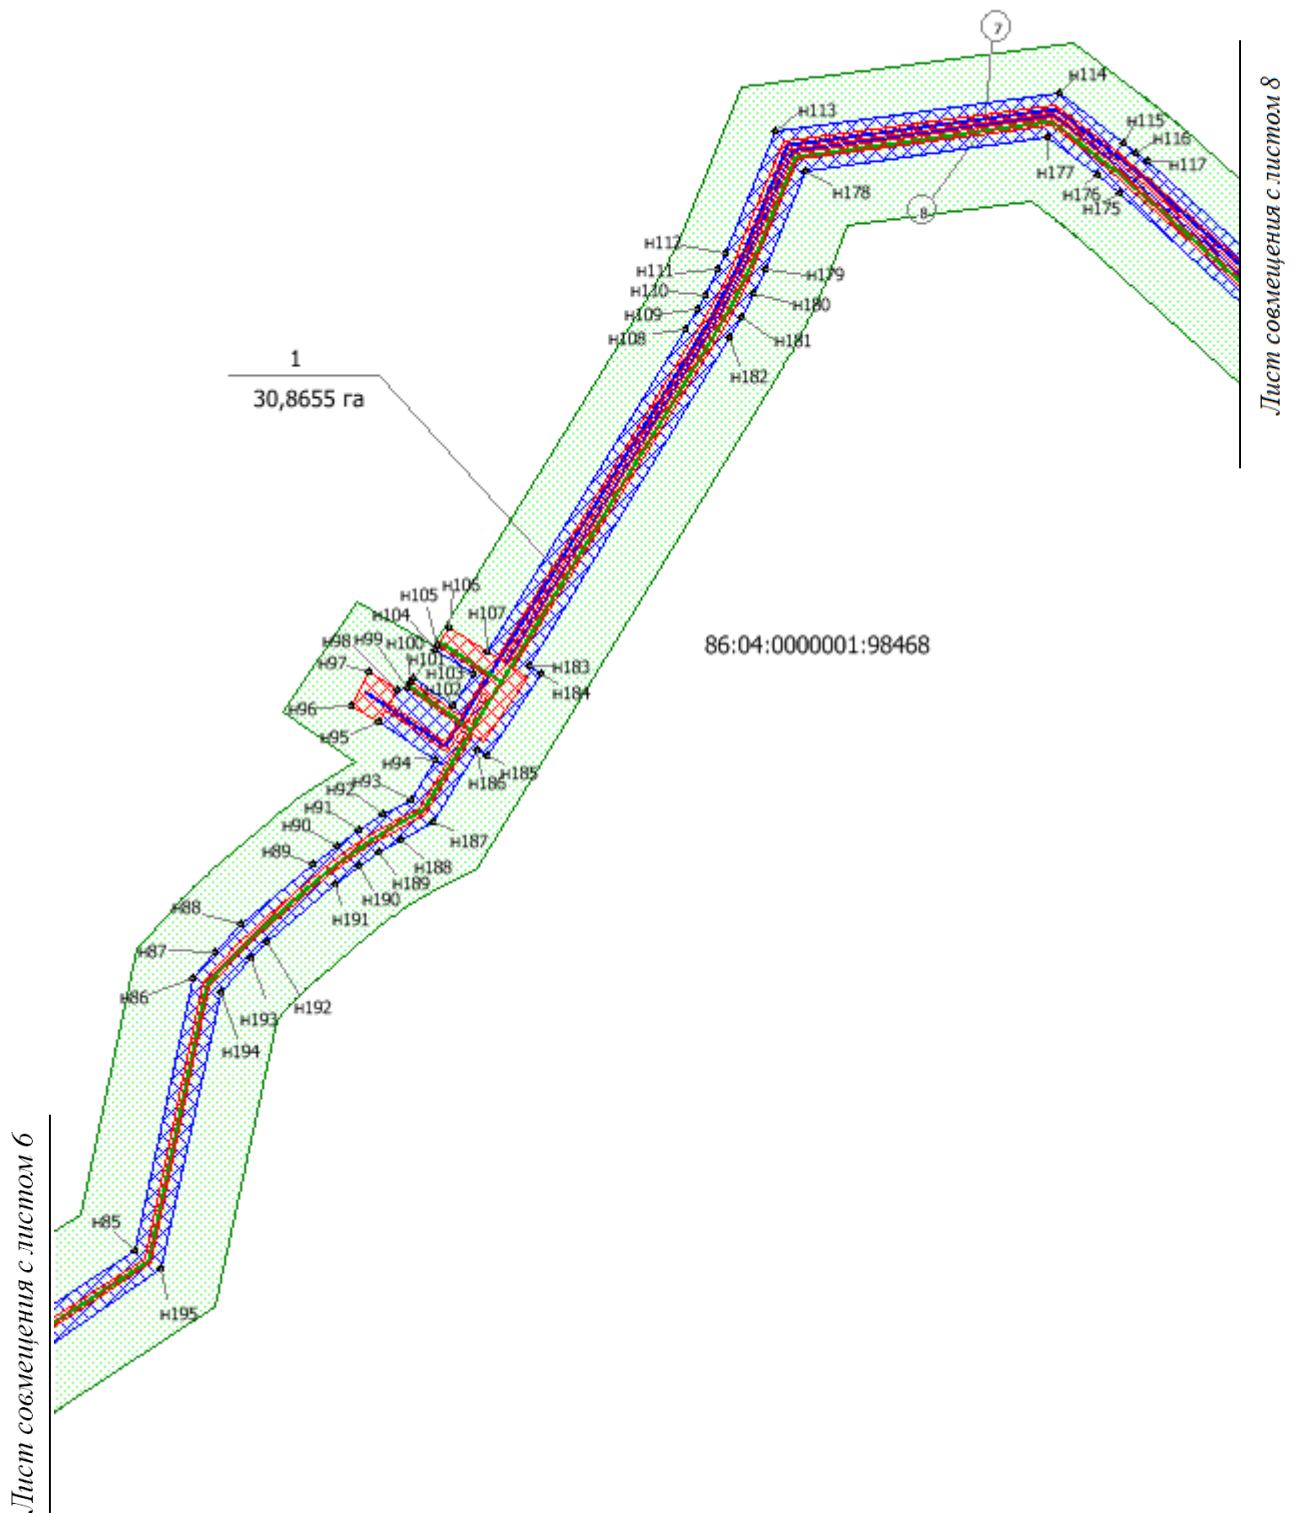 7
н114
н113
н115
н116
н117
н177
н176
н175
н178
8
н112
н111
н110
н109
н108
н179
н180
н181
н182
1
30,8655 га
Лист совмещения с листом 8
н106
н105
н104
н107
н100
н99
н98
н101
н97
н103
н102
н183
н184
86:04:0000001:98468
н96
н95
н94
н186
н185
н93
н92
н91
н90
н89
н187
н188
н189
н190
н191
н88
н87
н86
н192
н193
н194
н85
н195
Лист совмещения с листом 6